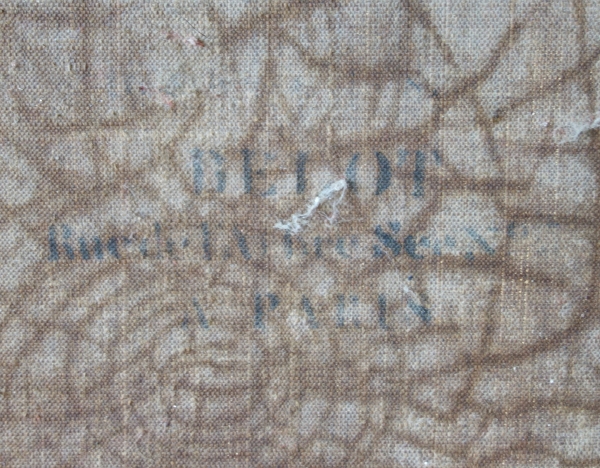 BELOT
Rue de l'Arbre Sec N°
A PARIS